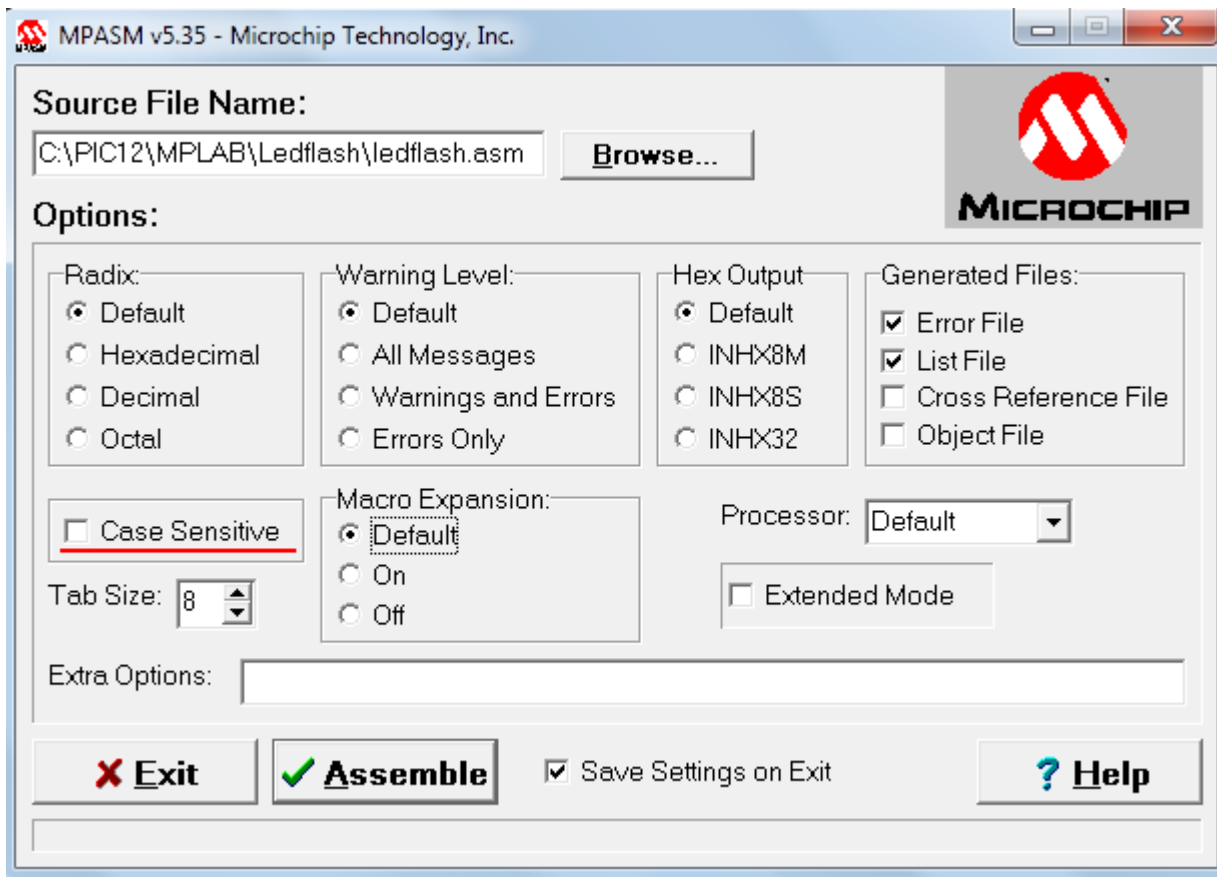 MPASM v5.35 - Microchip Technology, Inc.
Source File Name:
C:\PIC12\MPLAB\Ledflash\ledflash.asm
Browse...
MICROCHIP
Options:
Radix:
Default
Hexadecimal
Decimal
Octal
Warning Level:
Default
All Messages
Warnings and Errors
Errors Only
Hex Output
Default
INHX8M
INHX8S
INHX32
Generated Files:
Error File
List File
Cross Reference File
Object File
Case Sensitive
Tab Size: 8
Macro Expansion:
Default
On
Off
Processor: Default
Extended Mode
Extra Options:
Exit
Assemble
Save Settings on Exit
? Help